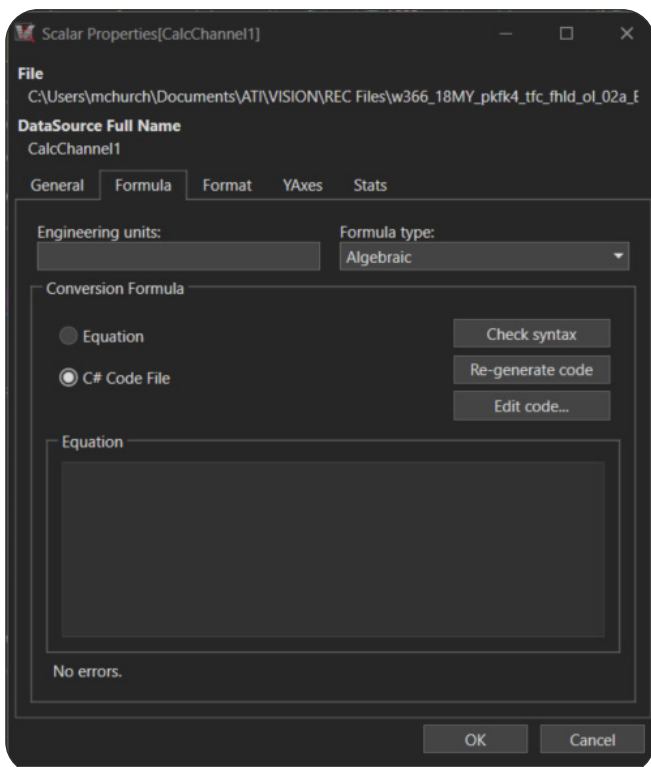 Scalar Properties[CalcChannel1]
File
C:\Users\mchurch\Documents\ATI\VISION\REC Files\w366_18MY_pkfk4_tfc_fhld_ol_02a_E
DataSource Full Name
CalcChannel1
General Formula Format YAxes Stats
Engineering units: Formula type:
Algebraic
Conversion Formula
Equation Check syntax
C# Code File Re-generate code
Edit code...
Equation
No errors.
OK Cancel